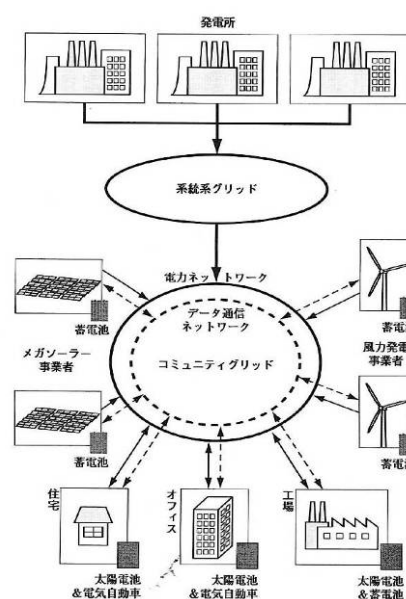 発電所
系統系グリッド
電力ネットワーク
データ通信
ネットワーク
コミュニティグリッド
蓄電池
メガソーラー
事業者
蓄電池
蓄電
風力発電
事業者
蓄電
住宅
オフィス
工場
太陽電池
&電気自動車
太陽電池
&電気自動車
太陽電池
&蓄電池